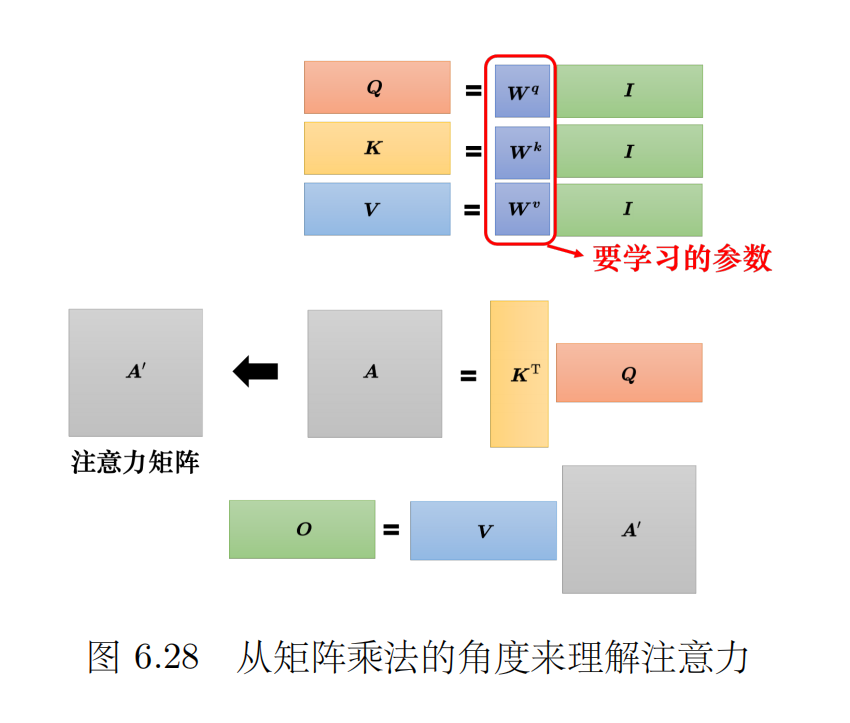 Q = W^q I
K = W^k I
V = W^v I
要学习的参数
A′ A = K^T Q
注意力矩阵
O = V A′
图 6.28 从矩阵乘法的角度来理解注意力